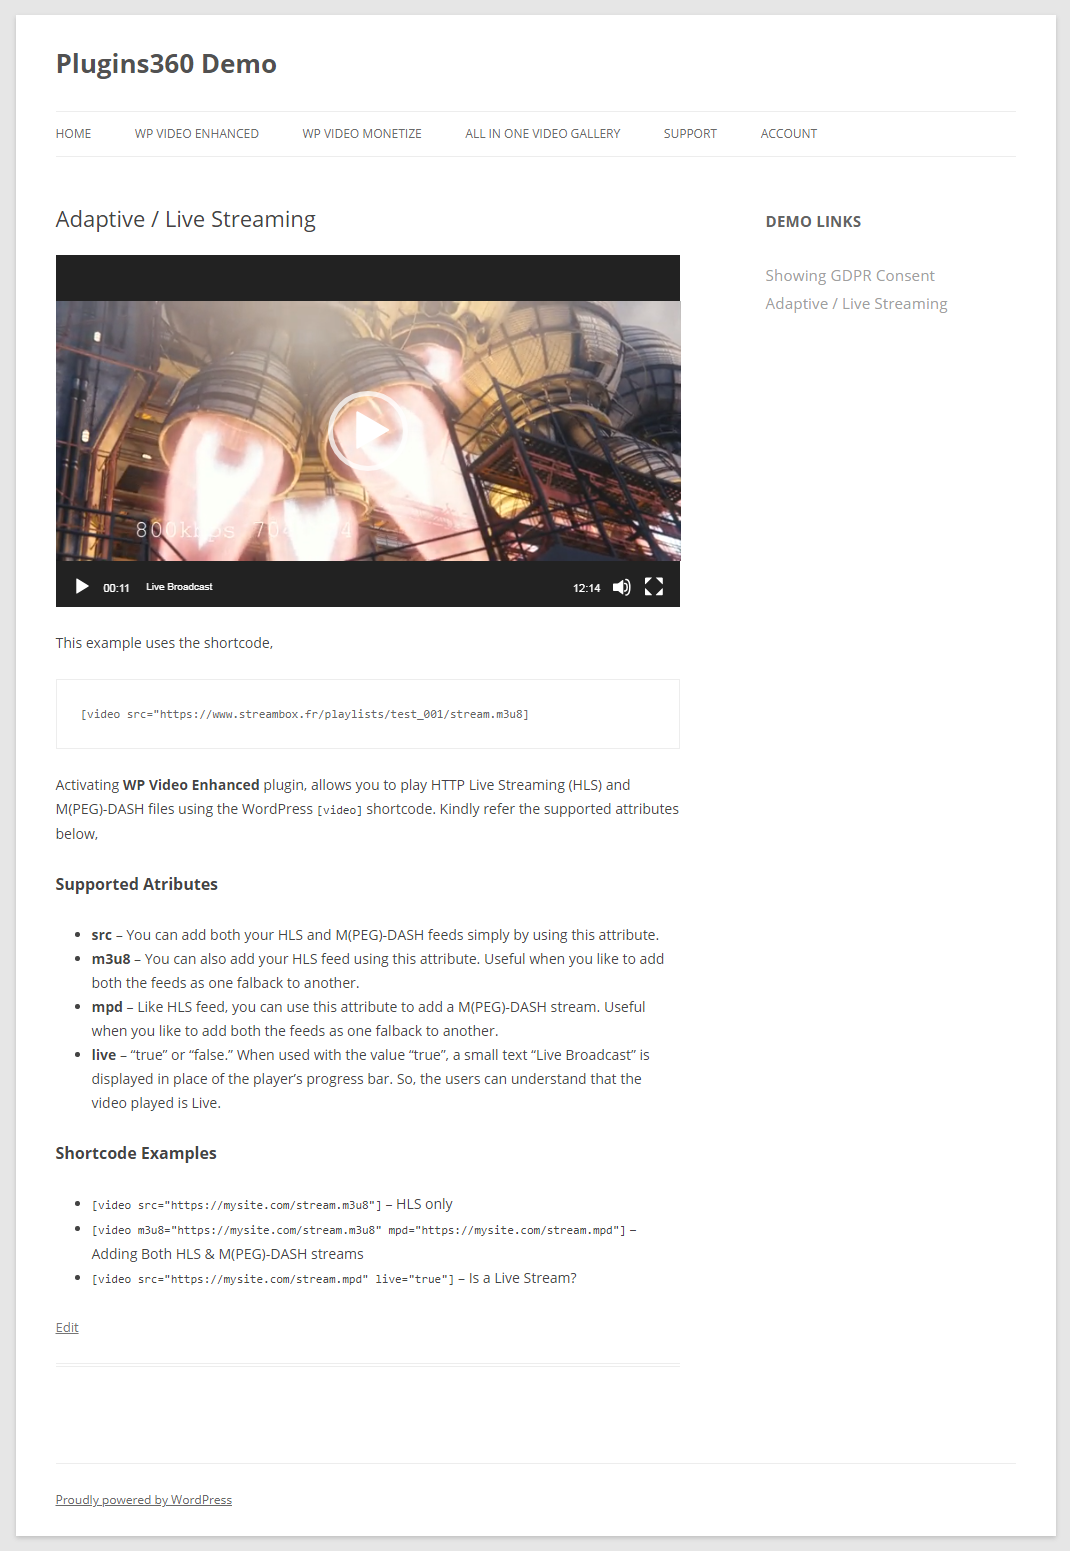 Plugins360 Demo
HOME WP VIDEO ENHANCED WP VIDEO MONETIZE ALL IN ONE VIDEO GALLERY SUPPORT ACCOUNT
Adaptive / Live Streaming
800kbps 704
00:11 Live Broadcast 12:14
This example uses the shortcode,
[video src="https://www.streambox.fr/playlists/test_001/stream.m3u8]
Activating WP Video Enhanced plugin, allows you to play HTTP Live Streaming (HLS) and
M(PEG)-DASH files using the WordPress [video] shortcode. Kindly refer the supported attributes
below,
Supported Atributes
• src – You can add both your HLS and M(PEG)-DASH feeds simply by using this attribute.
• m3u8 – You can also add your HLS feed using this attribute. Useful when you like to add
both the feeds as one falback to another.
• mpd – Like HLS feed, you can use this attribute to add a M(PEG)-DASH stream. Useful
when you like to add both the feeds as one falback to another.
• live – “true” or “false.” When used with the value “true”, a small text “Live Broadcast” is
displayed in place of the player’s progress bar. So, the users can understand that the
video played is Live.
Shortcode Examples
• [video src="https://mysite.com/stream.m3u8"] – HLS only
• [video m3u8="https://mysite.com/stream.m3u8" mpd="https://mysite.com/stream.mpd"] –
Adding Both HLS & M(PEG)-DASH streams
• [video src="https://mysite.com/stream.mpd" live="true"] – Is a Live Stream?
Edit
DEMO LINKS
Showing GDPR Consent
Adaptive / Live Streaming
Proudly powered by WordPress